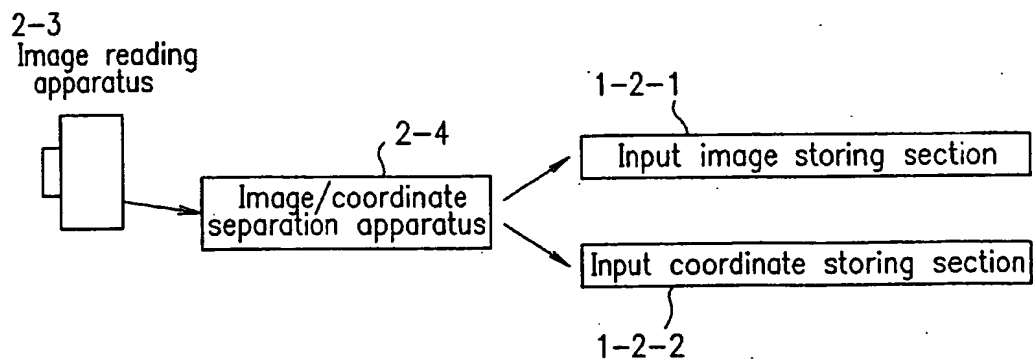 2-3
Image reading
apparatus
2-4
Image/coordinate
separation apparatus
1-2-1
Input image storing section
Input coordinate storing section
1-2-2